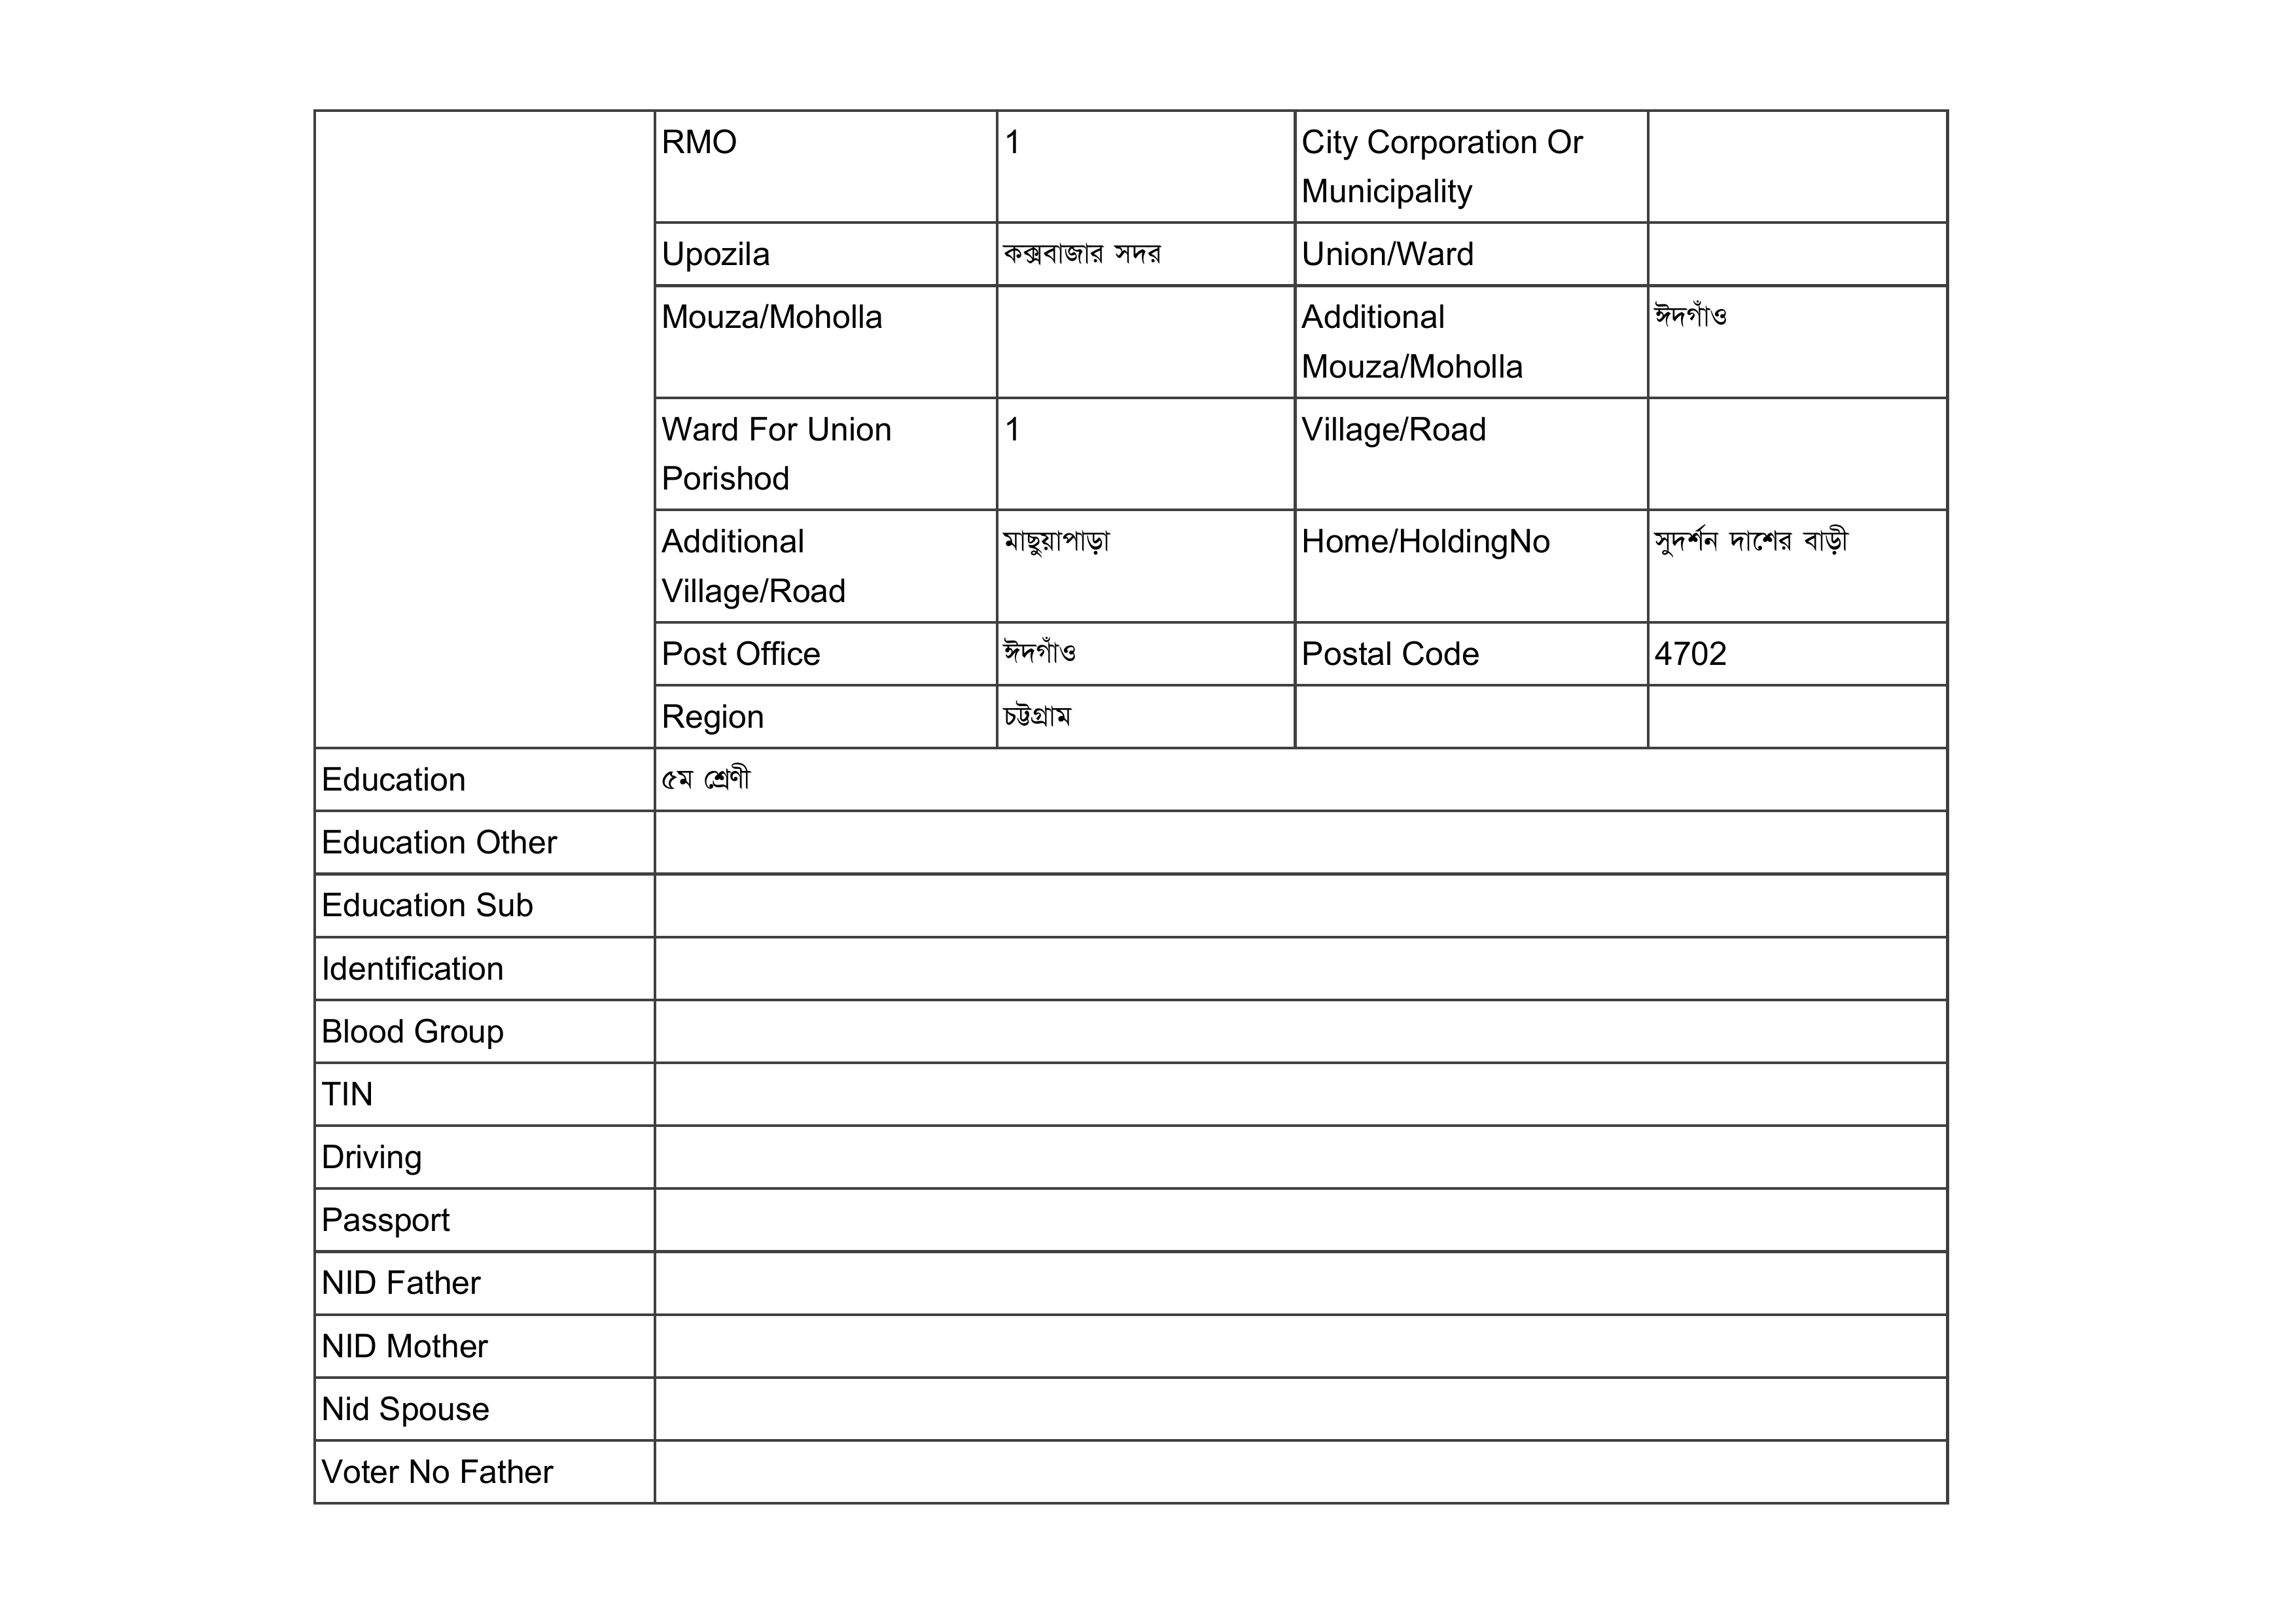 RMO 1 City Corporation Or
Municipality
Upozila কক্সবাজার সদর Union/Ward
Mouza/Moholla Additional ঈদগাঁও
Mouza/Moholla
Ward For Union 1 Village/Road
Porishod
Additional মাছুয়াপাড়া Home/HoldingNo সুদর্শন দাশের বাড়ী
Village/Road
Post Office ঈদগাঁও Postal Code 4702
Region চট্টগ্রাম
Education ৫ম শ্রেণী
Education Other
Education Sub
Identification
Blood Group
TIN
Driving
Passport
NID Father
NID Mother
Nid Spouse
Voter No Father